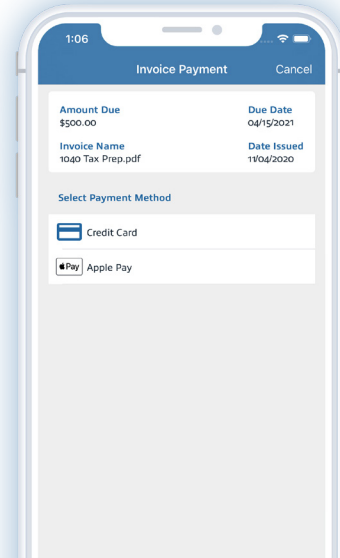 1:06
Invoice Payment Cancel
Amount Due Due Date
$500.00 04/15/2021
Invoice Name Date Issued
1040 Tax Prep.pdf 11/04/2020
Select Payment Method
Credit Card
Pay Apple Pay